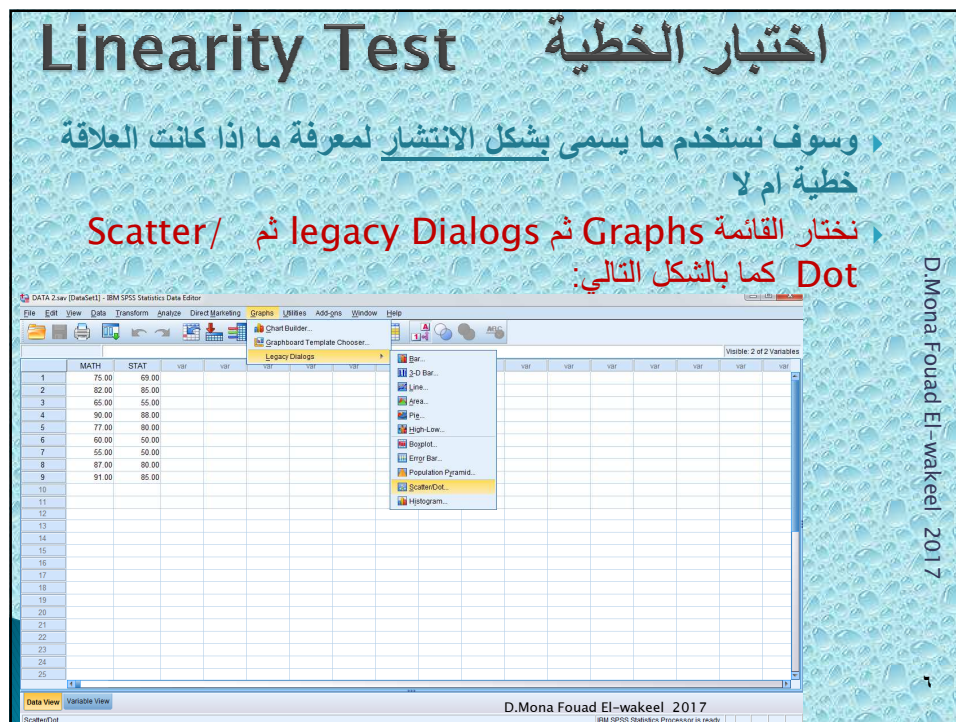 Linearity Test اختبار الخطية
وسوف نستخدم ما يسمى بشكل الانتشار لمعرفة ما اذا كانت العلاقة
خطية ام لا
نختار القائمة Graphs ثم legacy Dialogs ثم Scatter/
Dot كما بالشكل التالي:
DATA 2.sav [DataSet1] - IBM SPSS Statistics Data Editor
File Edit View Data Transform Analyze Direct Marketing Graphs Utilities Add-ons Window Help
Chart Builder...
Graphboard Template Chooser...
Legacy Dialogs
Bar...
3-D Bar...
Line...
Area...
Pie...
High-Low...
Boxplot...
Error Bar...
Population Pyramid...
Scatter/Dot...
Histogram...
Visible: 2 of 2 Variables
MATH STAT var var var var var var var var var var var var
1 75.00 69.00
2 82.00 85.00
3 65.00 55.00
4 90.00 88.00
5 77.00 80.00
6 60.00 50.00
7 55.00 50.00
8 87.00 80.00
9 91.00 85.00
10
11
12
13
14
15
16
17
18
19
20
21
22
23
24
25
Data View Variable View
Scatter/Dot...
IBM SPSS Statistics Processor is ready
D.Mona Fouad El-wakeel 2017
D.Mona Fouad El-wakeel 2017